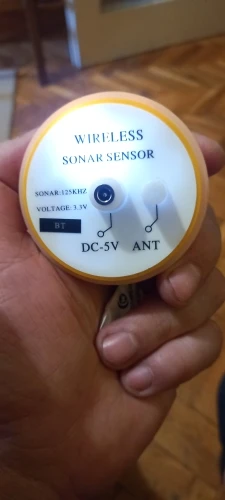 WIRELESS
SONAR SENSOR
SONAR:125KHZ
VOLTAGE: 3.3V
BT
DC-5V ANT